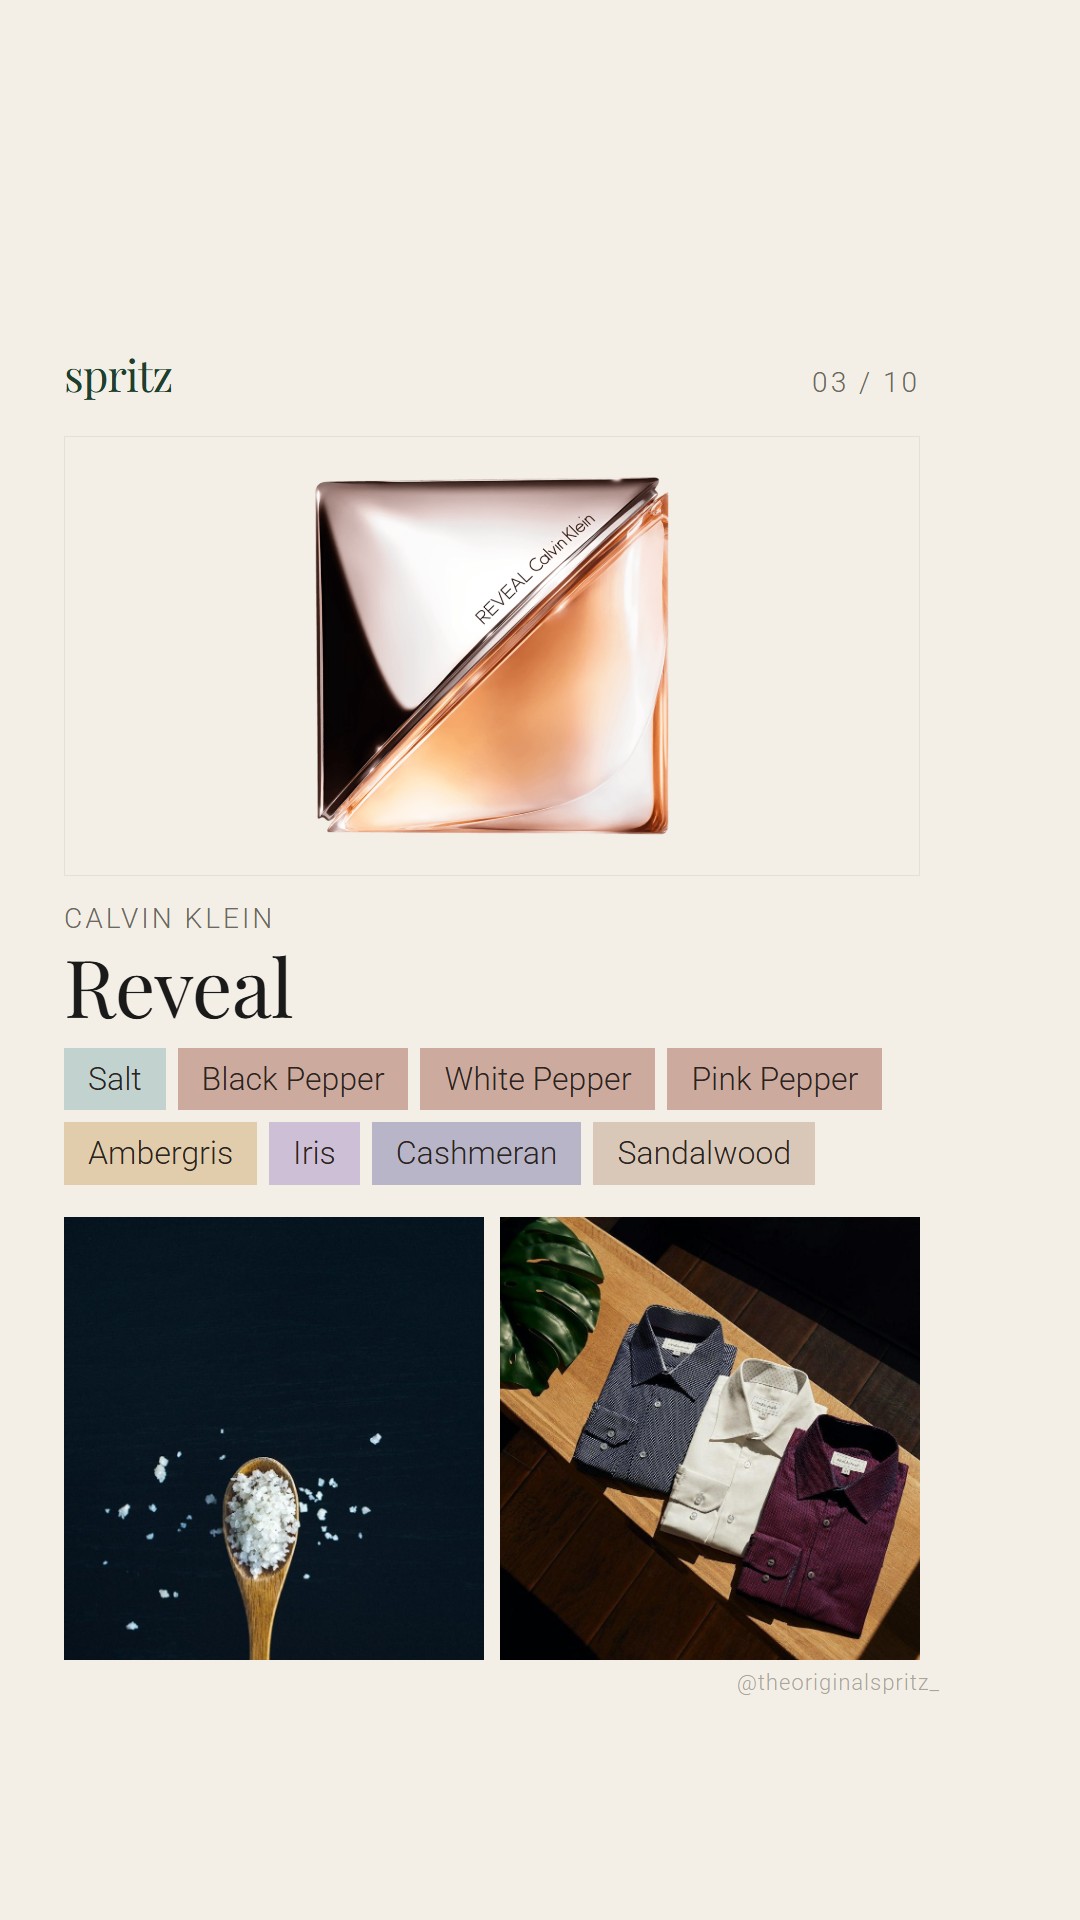 spritz
03 / 10
REVEAL Calvin Klein
CALVIN KLEIN
Reveal
Salt Black Pepper White Pepper Pink Pepper
Ambergris Iris Cashmeran Sandalwood
@theoriginalspritz_